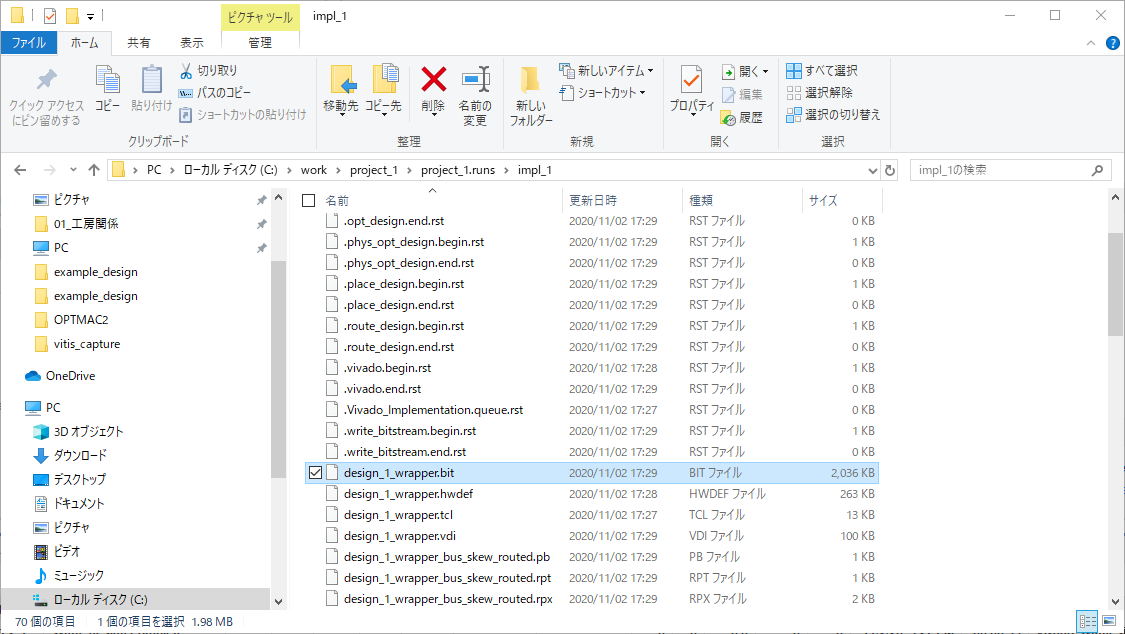 ピクチャ ツール
impl_1
ファイル
ホーム
共有
表示
管理
クイック アクセス
にピン留めする
コピー
貼り付け
切り取り
パスのコピー
ショートカットの貼り付け
クリップボード
移動先
コピー先
削除
名前の
変更
整理
新しい
フォルダー
新しいアイテム
ショートカット
新規
プロパティ
開く
編集
履歴
開く
すべて選択
選択解除
選択の切り替え
選択
PC
ローカル ディスク (C:)
work
project_1
project_1.runs
impl_1
impl_1の検索
ピクチャ
01_工房関係
PC
example_design
example_design
OPTMAC2
vitis_capture
OneDrive
PC
3D オブジェクト
ダウンロード
デスクトップ
ドキュメント
ピクチャ
ビデオ
ミュージック
ローカル ディスク (C:)
名前 更新日時 種類 サイズ
.opt_design.end.rst 2020/11/02 17:29 RST ファイル 0 KB
.phys_opt_design.begin.rst 2020/11/02 17:29 RST ファイル 1 KB
.phys_opt_design.end.rst 2020/11/02 17:29 RST ファイル 0 KB
.place_design.begin.rst 2020/11/02 17:29 RST ファイル 1 KB
.place_design.end.rst 2020/11/02 17:29 RST ファイル 0 KB
.route_design.begin.rst 2020/11/02 17:29 RST ファイル 1 KB
.route_design.end.rst 2020/11/02 17:29 RST ファイル 0 KB
.vivado.begin.rst 2020/11/02 17:28 RST ファイル 1 KB
.vivado.end.rst 2020/11/02 17:29 RST ファイル 0 KB
.Vivado_Implementation.queue.rst 2020/11/02 17:27 RST ファイル 0 KB
.write_bitstream.begin.rst 2020/11/02 17:29 RST ファイル 1 KB
.write_bitstream.end.rst 2020/11/02 17:29 RST ファイル 0 KB
design_1_wrapper.bit 2020/11/02 17:29 BIT ファイル 2,036 KB
design_1_wrapper.hwdef 2020/11/02 17:28 HWDEF ファイル 263 KB
design_1_wrapper.tcl 2020/11/02 17:27 TCL ファイル 13 KB
design_1_wrapper.vdi 2020/11/02 17:29 VDI ファイル 100 KB
design_1_wrapper_bus_skew_routed.pb 2020/11/02 17:29 PB ファイル 1 KB
design_1_wrapper_bus_skew_routed.rpt 2020/11/02 17:29 RPT ファイル 1 KB
design_1_wrapper_bus_skew_routed.rpx 2020/11/02 17:29 RPX ファイル 2 KB
70 個の項目 1 個の項目を選択 1.98 MB